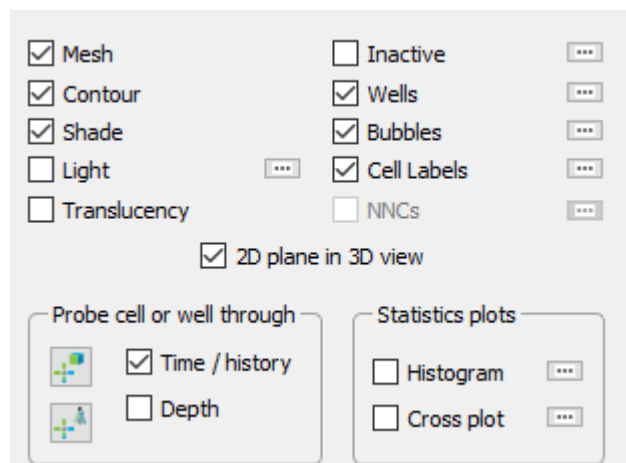 Mesh
Inactive
Contour
Wells
Shade
Bubbles
Light
Cell Labels
Translucency
NNCs
2D plane in 3D view
Probe cell or well through
Time / history
Depth
Statistics plots
Histogram
Cross plot